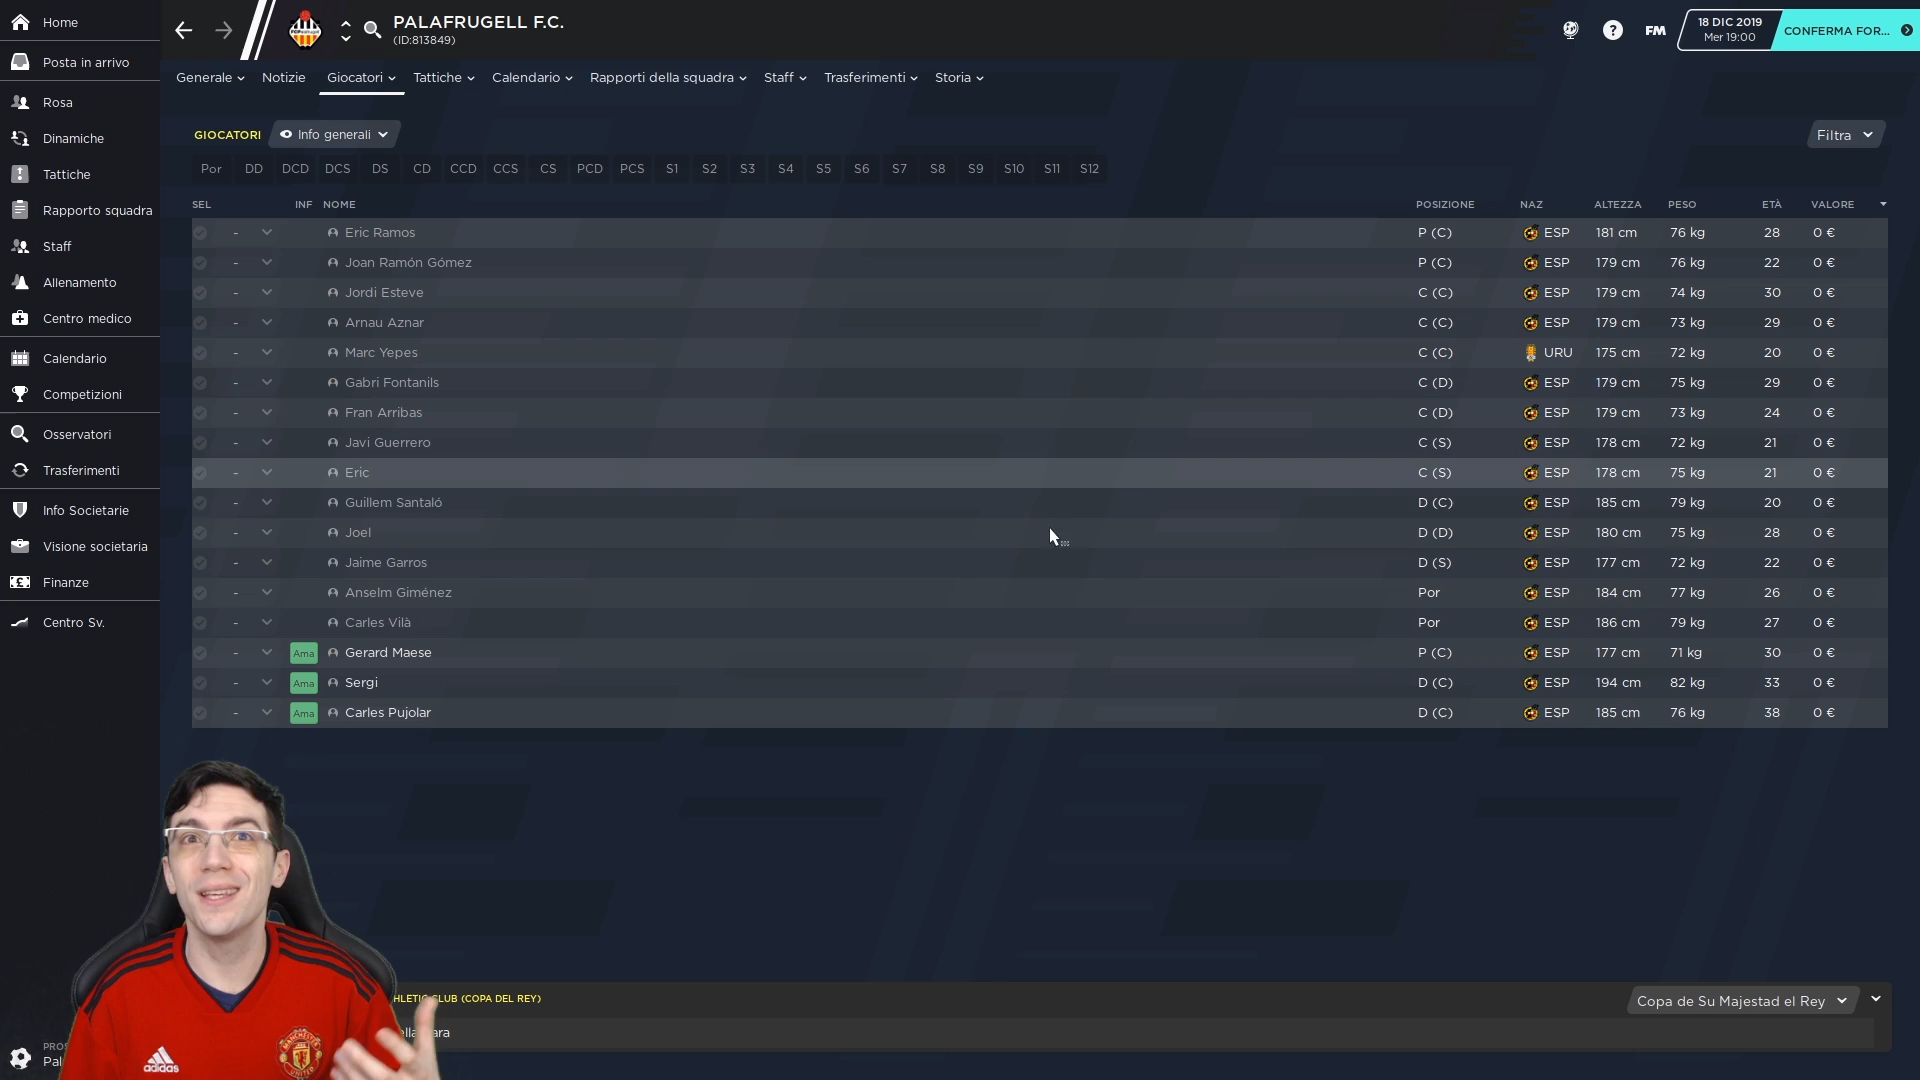 Home
PALAFRUGELL F.C.
(ID:813849)
FM
18 DIC 2019
Mer 19:00
CONFERMA FOR...
Posta in arrivo
Generale Notizie Giocatori Tattiche Calendario Rapporti della squadra Staff Trasferimenti Storia
Rosa
Dinamiche
Tattiche
Rapporto squadra
Staff
Allenamento
Centro medico
Calendario
Competizioni
Osservatori
Trasferimenti
Info Societarie
Visione societaria
Finanze
Centro Sv.
GIOCATORI Info generali Filtra
Por DD DCD DCS DS CD CCD CCS CS PCD PCS S1 S2 S3 S4 S5 S6 S7 S8 S9 S10 S11 S12
SEL INF NOME POSIZIONE NAZ ALTEZZA PESO ETÀ VALORE
- Eric Ramos P (C) ESP 181 cm 76 kg 28 0 €
- Joan Ramón Gómez P (C) ESP 179 cm 76 kg 22 0 €
- Jordi Esteve C (C) ESP 179 cm 74 kg 30 0 €
- Arnau Aznar C (C) ESP 179 cm 73 kg 29 0 €
- Marc Yepes C (C) URU 175 cm 72 kg 20 0 €
- Gabri Fontanils C (D) ESP 179 cm 75 kg 29 0 €
- Fran Arribas C (D) ESP 179 cm 73 kg 24 0 €
- Javi Guerrero C (S) ESP 178 cm 72 kg 21 0 €
- Eric C (S) ESP 178 cm 75 kg 21 0 €
- Guillem Santaló D (C) ESP 185 cm 79 kg 20 0 €
- Joel D (D) ESP 180 cm 75 kg 28 0 €
- Jaime Garros D (S) ESP 177 cm 72 kg 22 0 €
- Anselm Giménez Por ESP 184 cm 77 kg 26 0 €
- Carles Vilà Por ESP 186 cm 79 kg 27 0 €
- Ama Gerard Maese P (C) ESP 177 cm 71 kg 30 0 €
- Ama Sergi D (C) ESP 194 cm 82 kg 33 0 €
- Ama Carles Pujolar D (C) ESP 185 cm 76 kg 38 0 €
HLETIC CLUB (COPA DEL REY)
Copa de Su Majestad el Rey
ella ara
PROS
Pal
adidas
MANCHESTER
UNITED